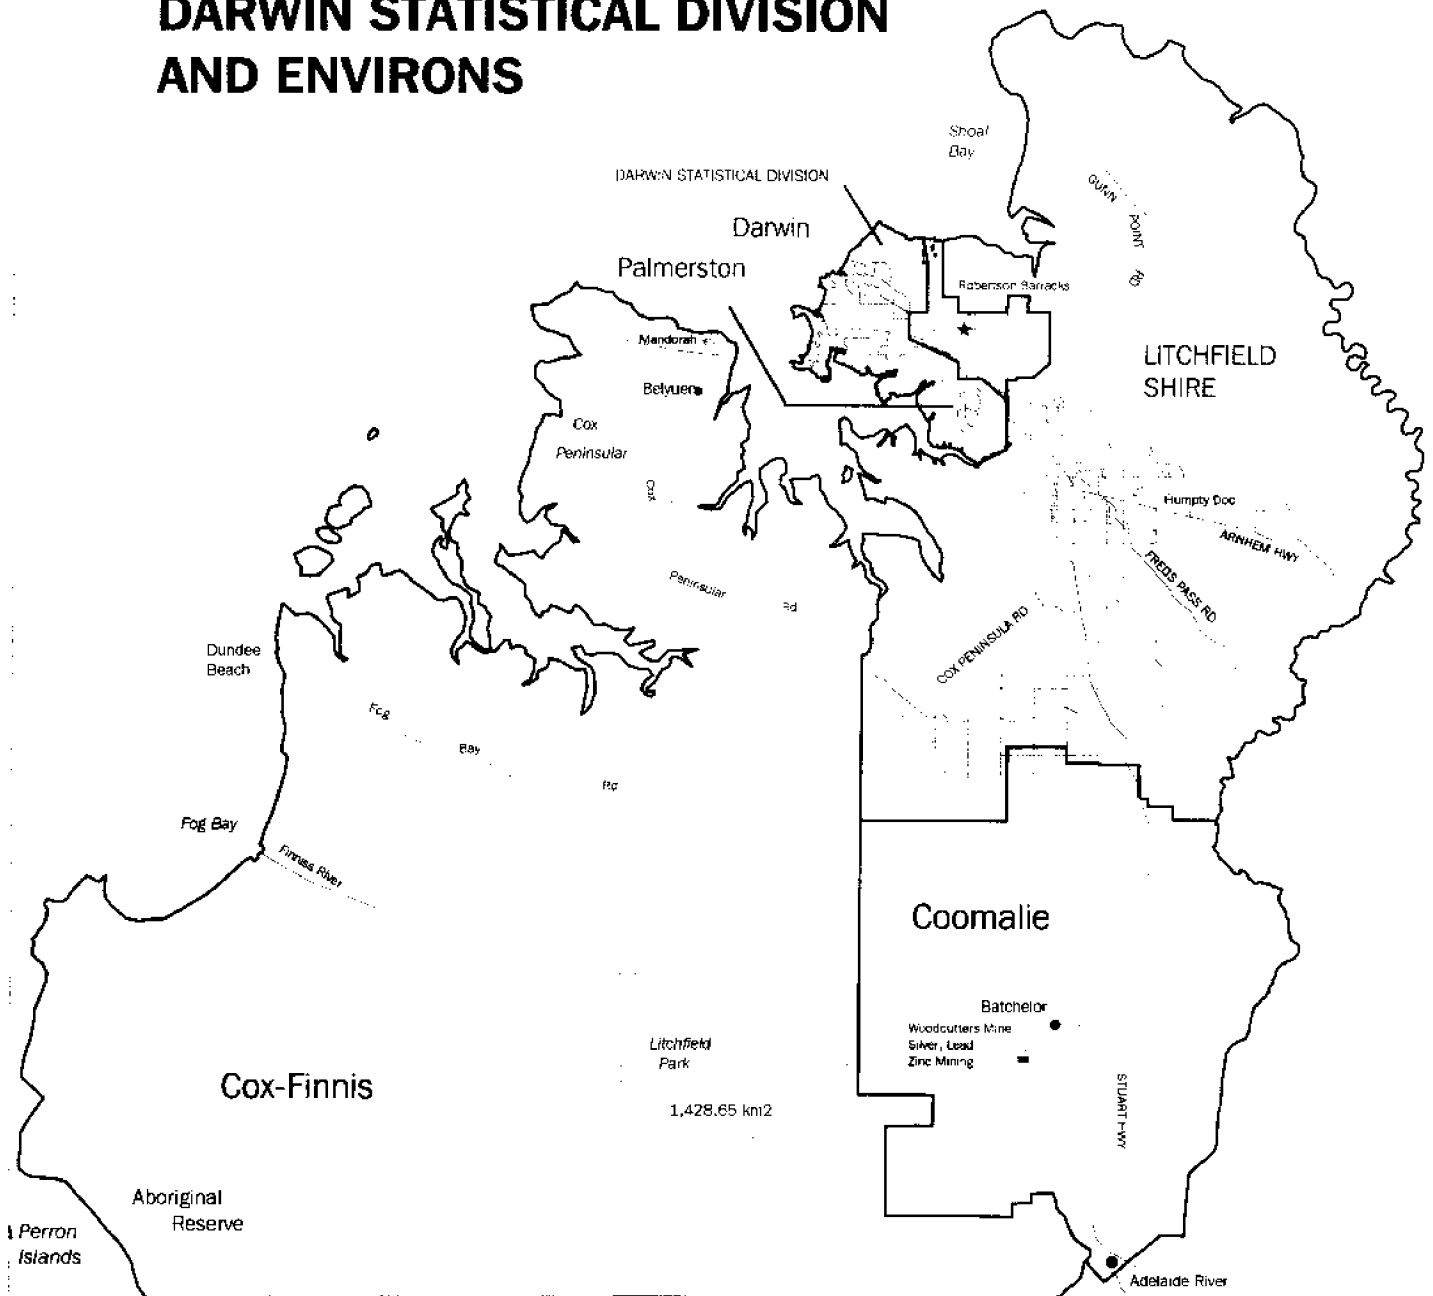 DARWIN STATISTICAL DIVISION
AND ENVIRONS
Shoal
Bay
DARWIN STATISTICAL DIVISION
GUNN
POINT
RD
Darwin
Palmerston
Robertson Barracks
Mandorah
LITCHFIELD
SHIRE
Belyuen
Cox
Peninsular
Cox
Humpty Doo
ARNHEM HWY
FREDS PASS RD
Peninsular
Rd
COX PENINSULA RD
Dundee
Beach
Fog
Bay
Rd
Fog Bay
Finniss River
Coomalie
Batchelor
Woodcutters Mine
Silver, Lead
Zinc Mining
Litchfield
Park
Cox-Finnis
1,428.65 km2
STUART HWY
Aboriginal
Reserve
Perron
Islands
Adelaide River